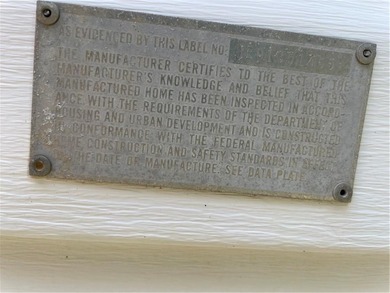 AS EVIDENCED BY THIS LABEL NO.
THE MANUFACTURER CERTIFIES TO THE BEST OF THE
MANUFACTURER'S KNOWLEDGE AND BELIEF THAT THIS
MANUFACTURED HOME HAS BEEN INSPECTED IN ACCORD-
ANCE WITH THE REQUIREMENTS OF THE DEPARTMENT OF
HOUSING AND URBAN DEVELOPMENT AND IS CONSTRUCTED
IN CONFORMANCE WITH THE FEDERAL MANUFACTURED
HOME CONSTRUCTION AND SAFETY STANDARDS IN EFFECT
ON THE DATE OF MANUFACTURE. SEE DATA PLATE